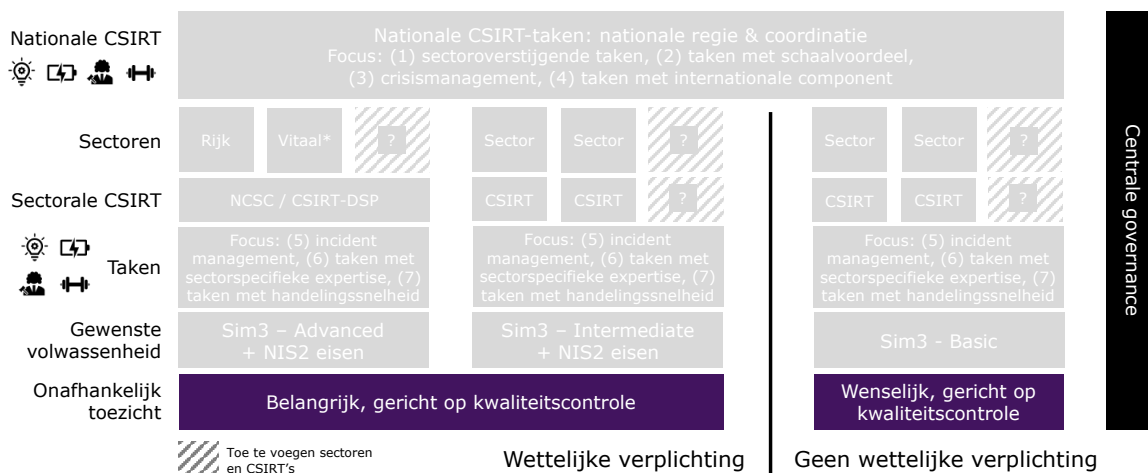 Nationale CSIRT
Nationale CSIRT-taken: nationale regie & coordinatie
Focus: (1) sectoroverstijgende taken, (2) taken met schaalvoordeel,
(3) crisismanagement, (4) taken met internationale component
Sectoren
Rijk
Vitaal*
?
Sector
Sector
?
Sector
Sector
?
Sectorale CSIRT
NCSC / CSIRT-DSP
CSIRT
CSIRT
?
CSIRT
CSIRT
?
Taken
Focus: (5) incident
management, (6) taken met
sectorspecifieke expertise, (7)
taken met handelingssnelheid
Focus: (5) incident
management, (6) taken met
sectorspecifieke expertise, (7)
taken met handelingssnelheid
Focus: (5) incident
management, (6) taken met
sectorspecifieke expertise, (7)
taken met handelingssnelheid
Gewenste
volwassenheid
Sim3 – Advanced
+ NIS2 eisen
Sim3 – Intermediate
+ NIS2 eisen
Sim3 - Basic
Onafhankelijk
toezicht
Belangrijk, gericht op kwaliteitscontrole
Wenselijk, gericht op
kwaliteitscontrole
Centrale governance
Toe te voegen sectoren
en CSIRT's
Wettelijke verplichting
Geen wettelijke verplichting